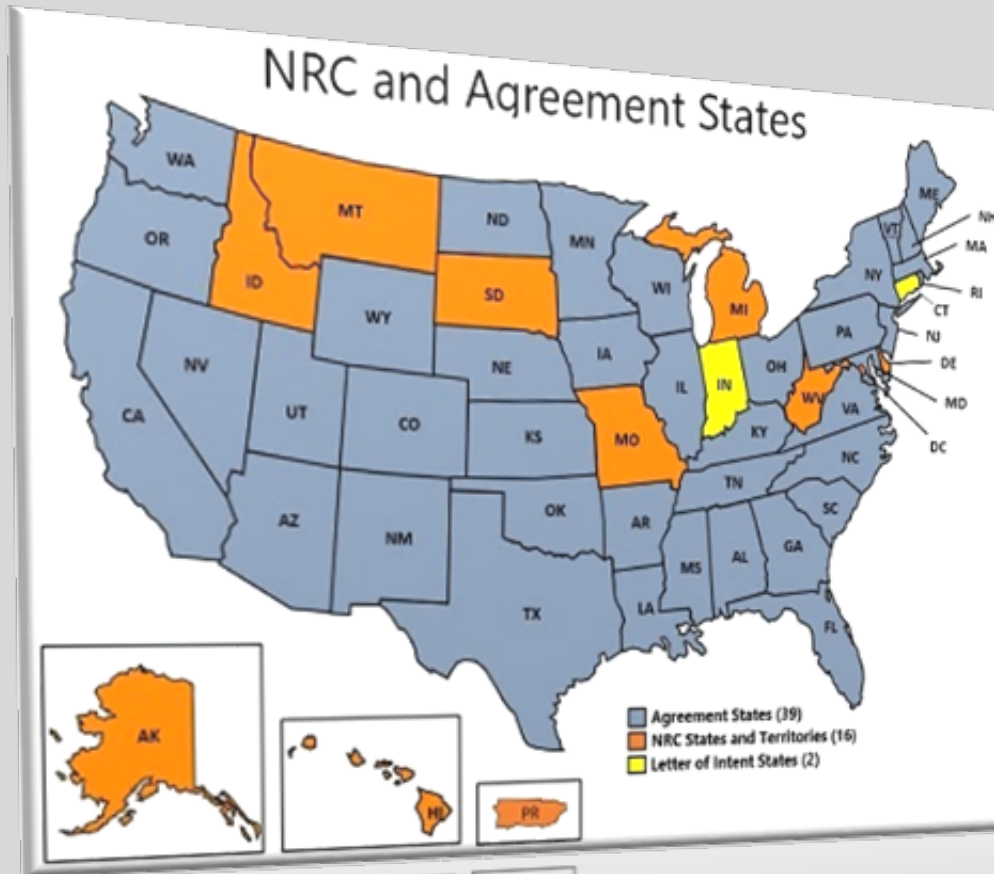 NRC and Agreement States
WA
MT
ND
MN
ME
VT
MA
OR
ID
SD
WI
MI
NY
RI
CT
WY
NV
NE
IA
PA
NJ
DE
IL
IN
OH
WV
MD
CA
UT
CO
KS
MO
KY
VA
DC
NC
TN
AZ
NM
OK
AR
SC
MS
AL
GA
TX
LA
FL
AK
HI
PR
Agreement States (39)
NRC States and Territories (16)
Letter of Intent States (2)